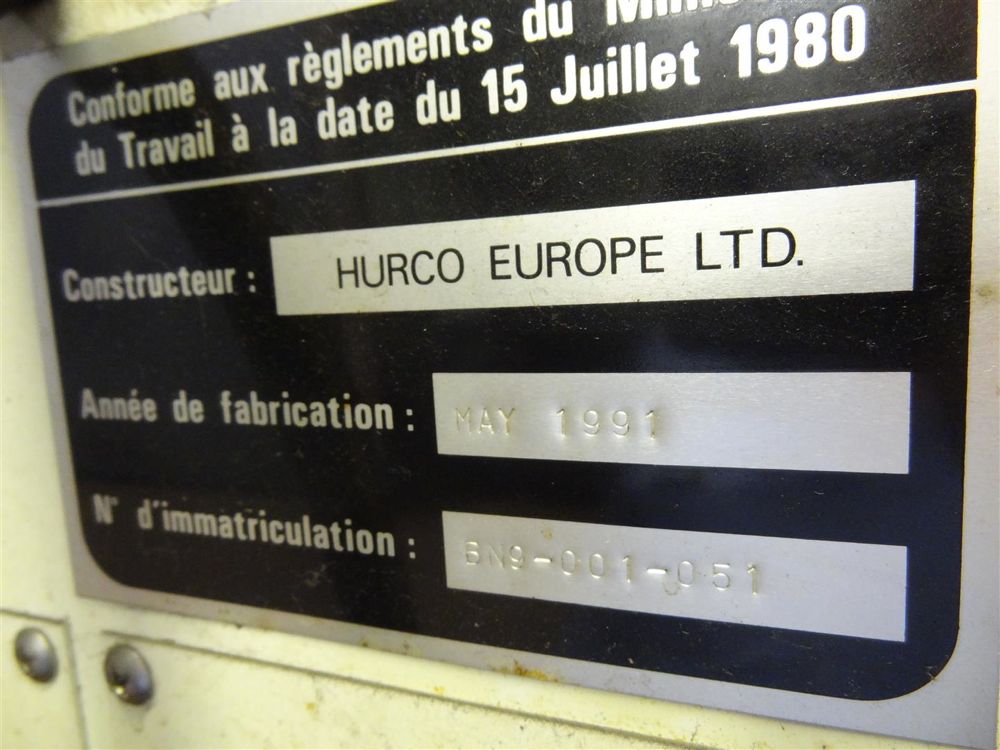 Conforme aux règlements du
du Travail à la date du 15 Juillet 1980
Constructeur : HURCO EUROPE LTD.
Année de fabrication : MAY 1991
N° d'immatriculation : BN9-001-051